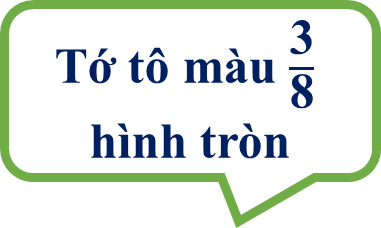 Tớ tô màu 3/8
hình tròn